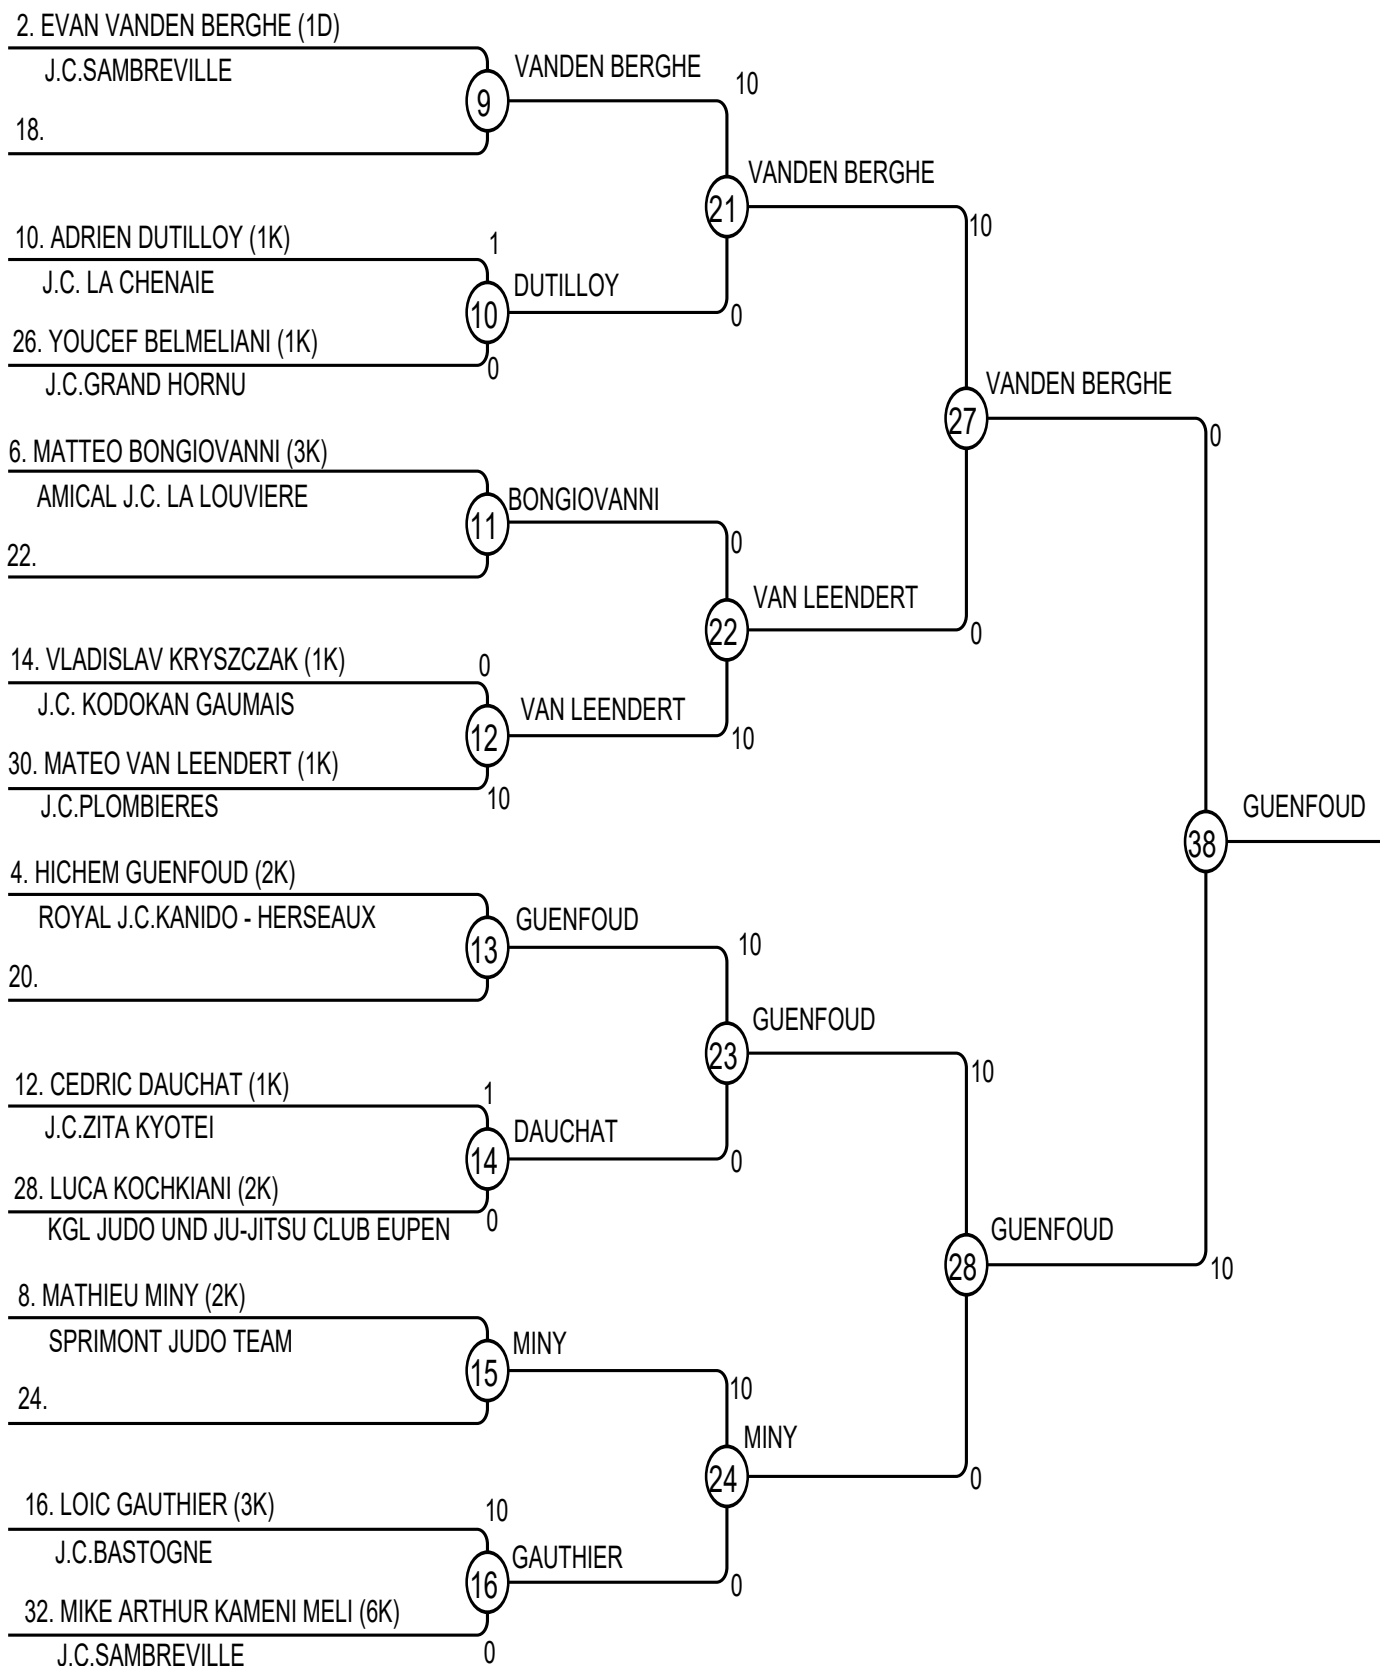 2. EVAN VANDEN BERGHE (1D)
J.C.SAMBREVILLE
VANDEN BERGHE
10
9
18.
VANDEN BERGHE
21
10
10. ADRIEN DUTILLOY (1K)
1
J.C. LA CHENAIE
DUTILLOY
10
0
26. YOUCEF BELMELIANI (1K)
0
J.C.GRAND HORNU
VANDEN BERGHE
27
0
6. MATTEO BONGIOVANNI (3K)
AMICAL J.C. LA LOUVIERE
BONGIOVANNI
11
0
22.
VAN LEENDERT
22
0
14. VLADISLAV KRYSZCZAK (1K)
0
J.C. KODOKAN GAUMAIS
VAN LEENDERT
12
10
30. MATEO VAN LEENDERT (1K)
10
J.C.PLOMBIERES
GUENFOUD
38
4. HICHEM GUENFOUD (2K)
ROYAL J.C.KANIDO - HERSEAUX
GUENFOUD
13
10
20.
GUENFOUD
23
10
12. CEDRIC DAUCHAT (1K)
1
J.C.ZITA KYOTEI
DAUCHAT
14
0
28. LUCA KOCHKIANI (2K)
0
KGL JUDO UND JU-JITSU CLUB EUPEN
GUENFOUD
28
10
8. MATHIEU MINY (2K)
SPRIMONT JUDO TEAM
MINY
15
10
24.
MINY
24
0
16. LOIC GAUTHIER (3K)
10
J.C.BASTOGNE
GAUTHIER
16
0
32. MIKE ARTHUR KAMENI MELI (6K)
0
J.C.SAMBREVILLE